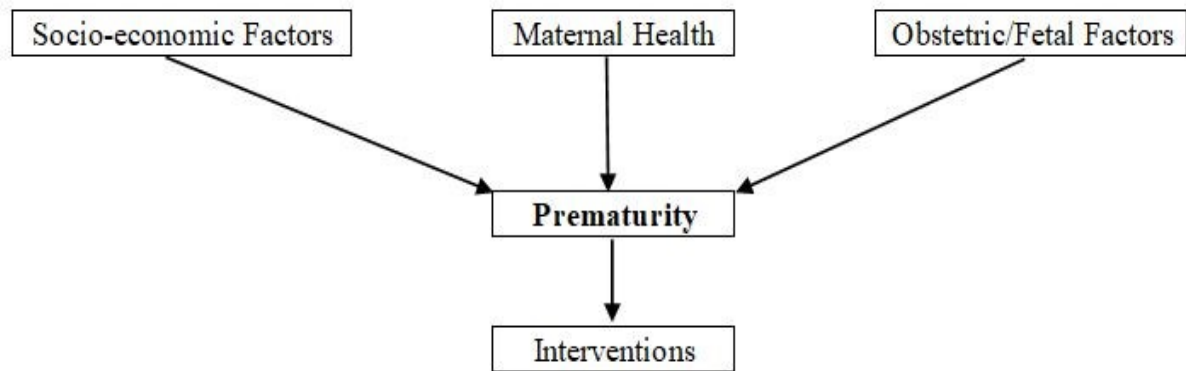 Socio-economic Factors
Maternal Health
Obstetric/Fetal Factors
Prematurity
Interventions